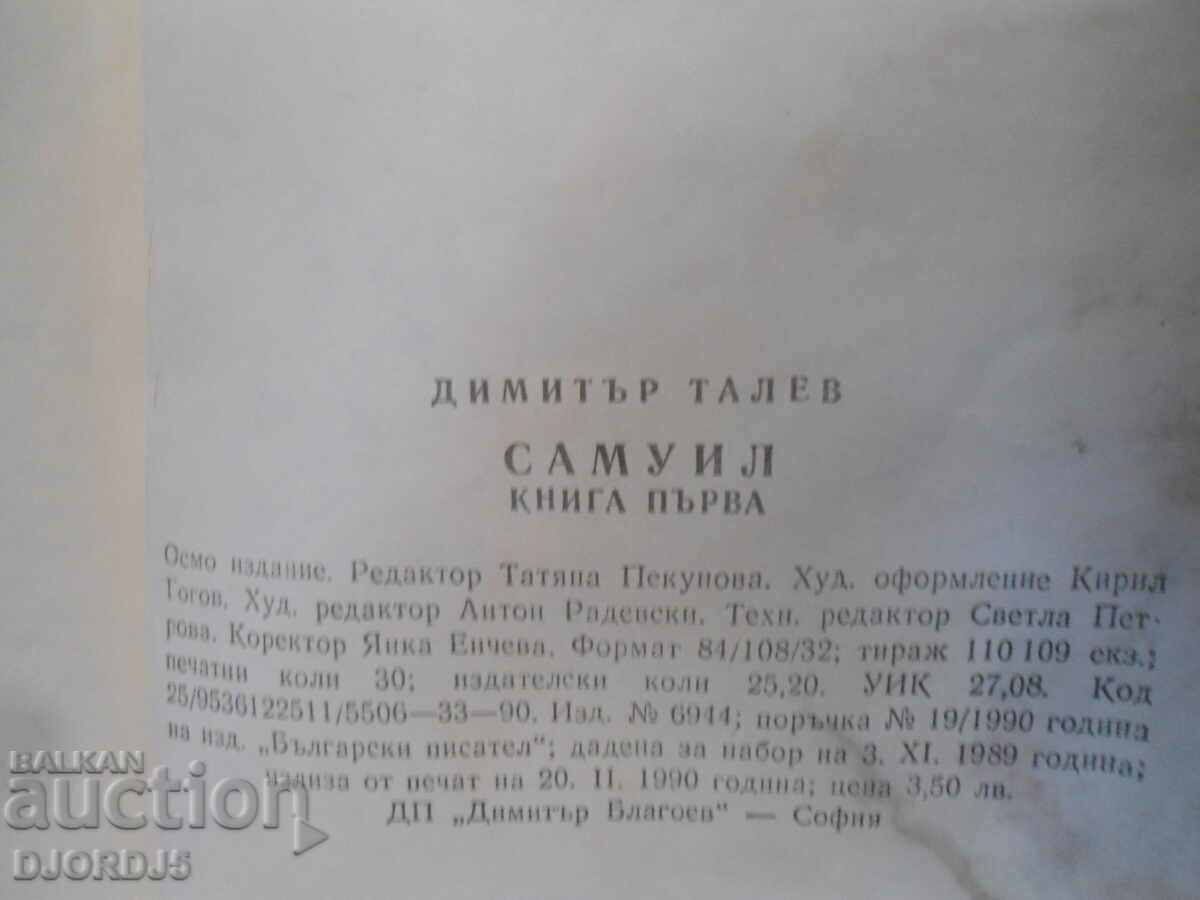 ДИМИТЪР ТАЛЕВ
САМУИЛ
КНИГА ПЪРВА
Осмо издание. Редактор Татяна Пекунова. Худ. оформление Кирил
Гогов. Худ. редактор Антон Радевски. Техн. редактор Светла Пет-
рова. Коректор Янка Енчева. Формат 84/108/32; тираж 110 109 екз.;
печатни коли 30; издателски коли 25,20. УИК 27,08. Код
25/9536122511/5506—33—90. Изд. № 6944; поръчка № 19/1990 година
на изд. „Български писател“; дадена за набор на 3. XI. 1989 година;
излиза от печат на 20. II. 1990 година; цена 3,50 лв.
ДП „Димитър Благоев“ — София
BALKAN
auction
DJORDJ5